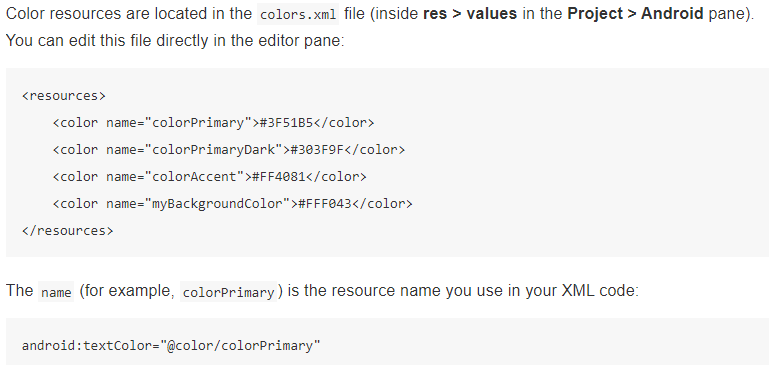 Color resources are located in the colors.xml file (inside res > values in the Project > Android pane).
You can edit this file directly in the editor pane:
<resources>
    <color name="colorPrimary">#3F51B5</color>
    <color name="colorPrimaryDark">#303F9F</color>
    <color name="colorAccent">#FF4081</color>
    <color name="myBackgroundColor">#FFF043</color>
</resources>
The name (for example, colorPrimary) is the resource name you use in your XML code:
android:textColor="@color/colorPrimary"